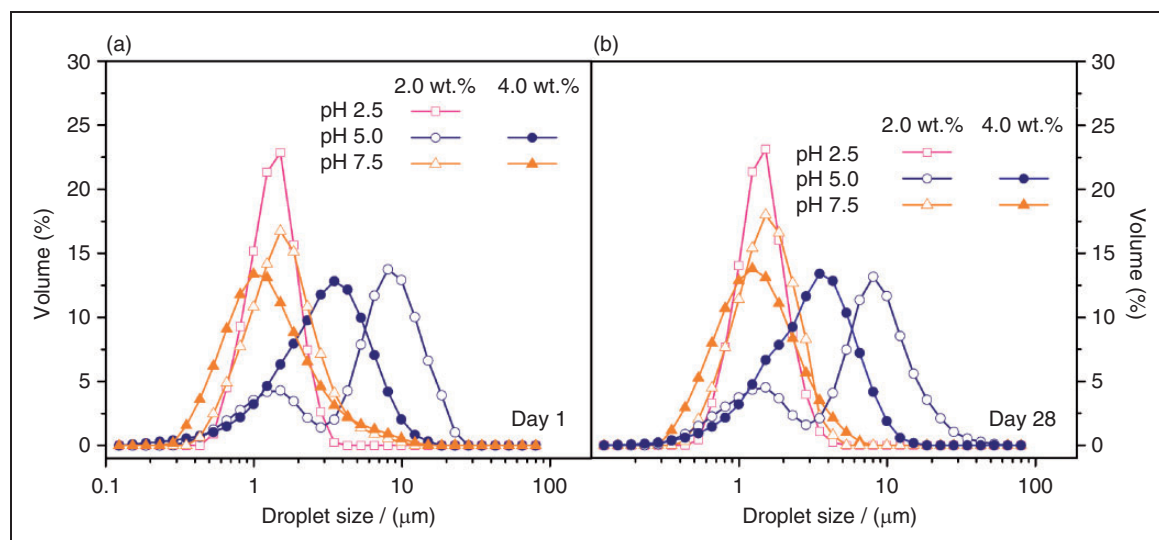 (a)
30
25
20
15
10
5
0
Volume (%)
2.0 wt.% 4.0 wt.%
pH 2.5
pH 5.0
pH 7.5
Day 1
0.1 1 10 100
Droplet size / (μm)
(b)
2.0 wt.% 4.0 wt.%
pH 2.5
pH 5.0
pH 7.5
Day 28
1 10 100
Droplet size / (μm)
30
25
20
15
10
5
0
Volume (%)